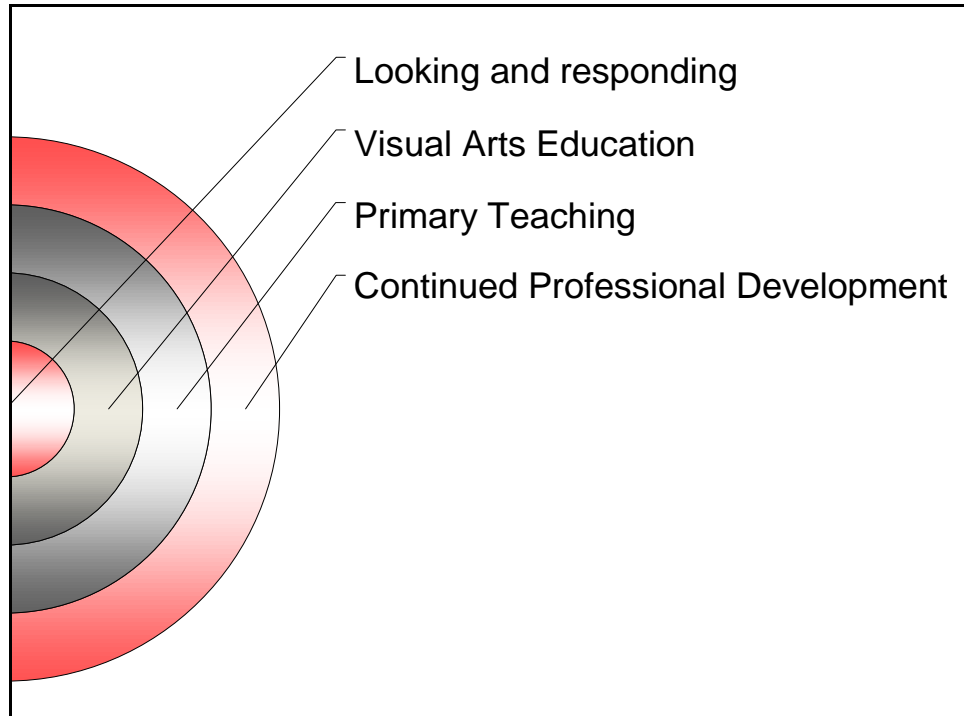 Looking and responding
Visual Arts Education
Primary Teaching
Continued Professional Development